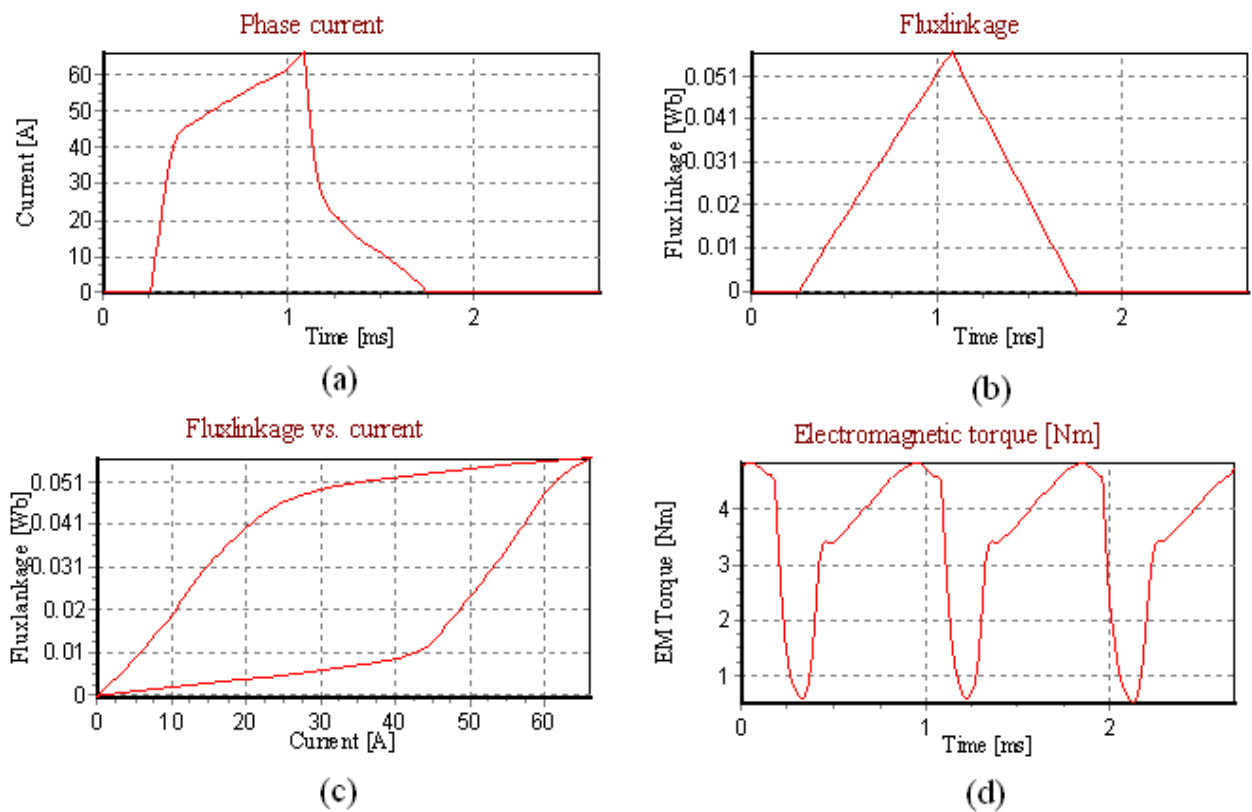 Phase current
Current [A]
60
50
40
30
20
10
0
0 1 2
Time [ms]
(a)
Fluxlinkage
Fluxlinkage [Wb]
0.051
0.041
0.031
0.02
0.01
0
0 1 2
Time [ms]
(b)
Fluxlinkage vs. current
Fluxlankage [Wb]
0.051
0.041
0.031
0.02
0.01
0
0 10 20 30 40 50 60
Current [A]
(c)
Electromagnetic torque [Nm]
EM Torque [Nm]
4
3
2
1
0 1 2
Time [ms]
(d)